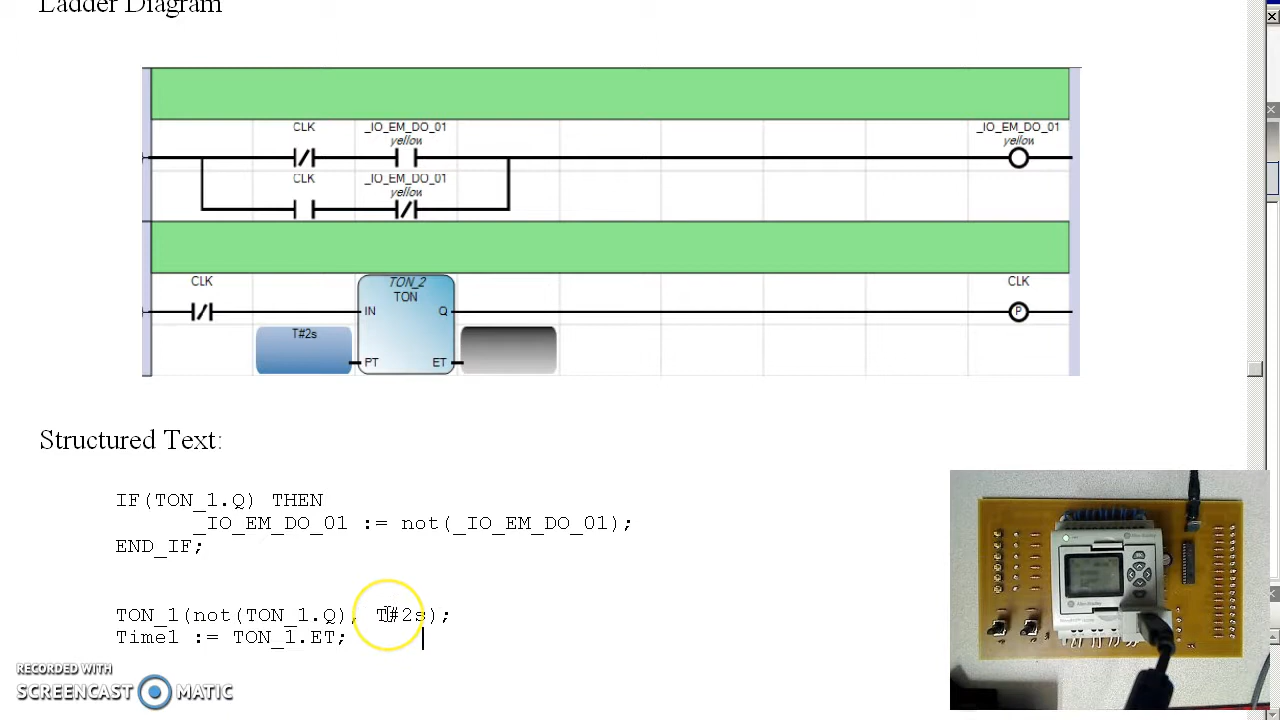 Ladder Diagram
CLK _IO_EM_DO_01 _IO_EM_DO_01
yellow yellow
CLK _IO_EM_DO_01
yellow
CLK TON_2 CLK
TON
IN Q P
T#2s
PT ET
Structured Text:
IF(TON_1.Q) THEN
_IO_EM_DO_01 := not(_IO_EM_DO_01);
END_IF;
TON_1(not(TON_1.Q), T#2s);
Time1 := TON_1.ET;
RECORDED WITH
SCREENCAST MATIC